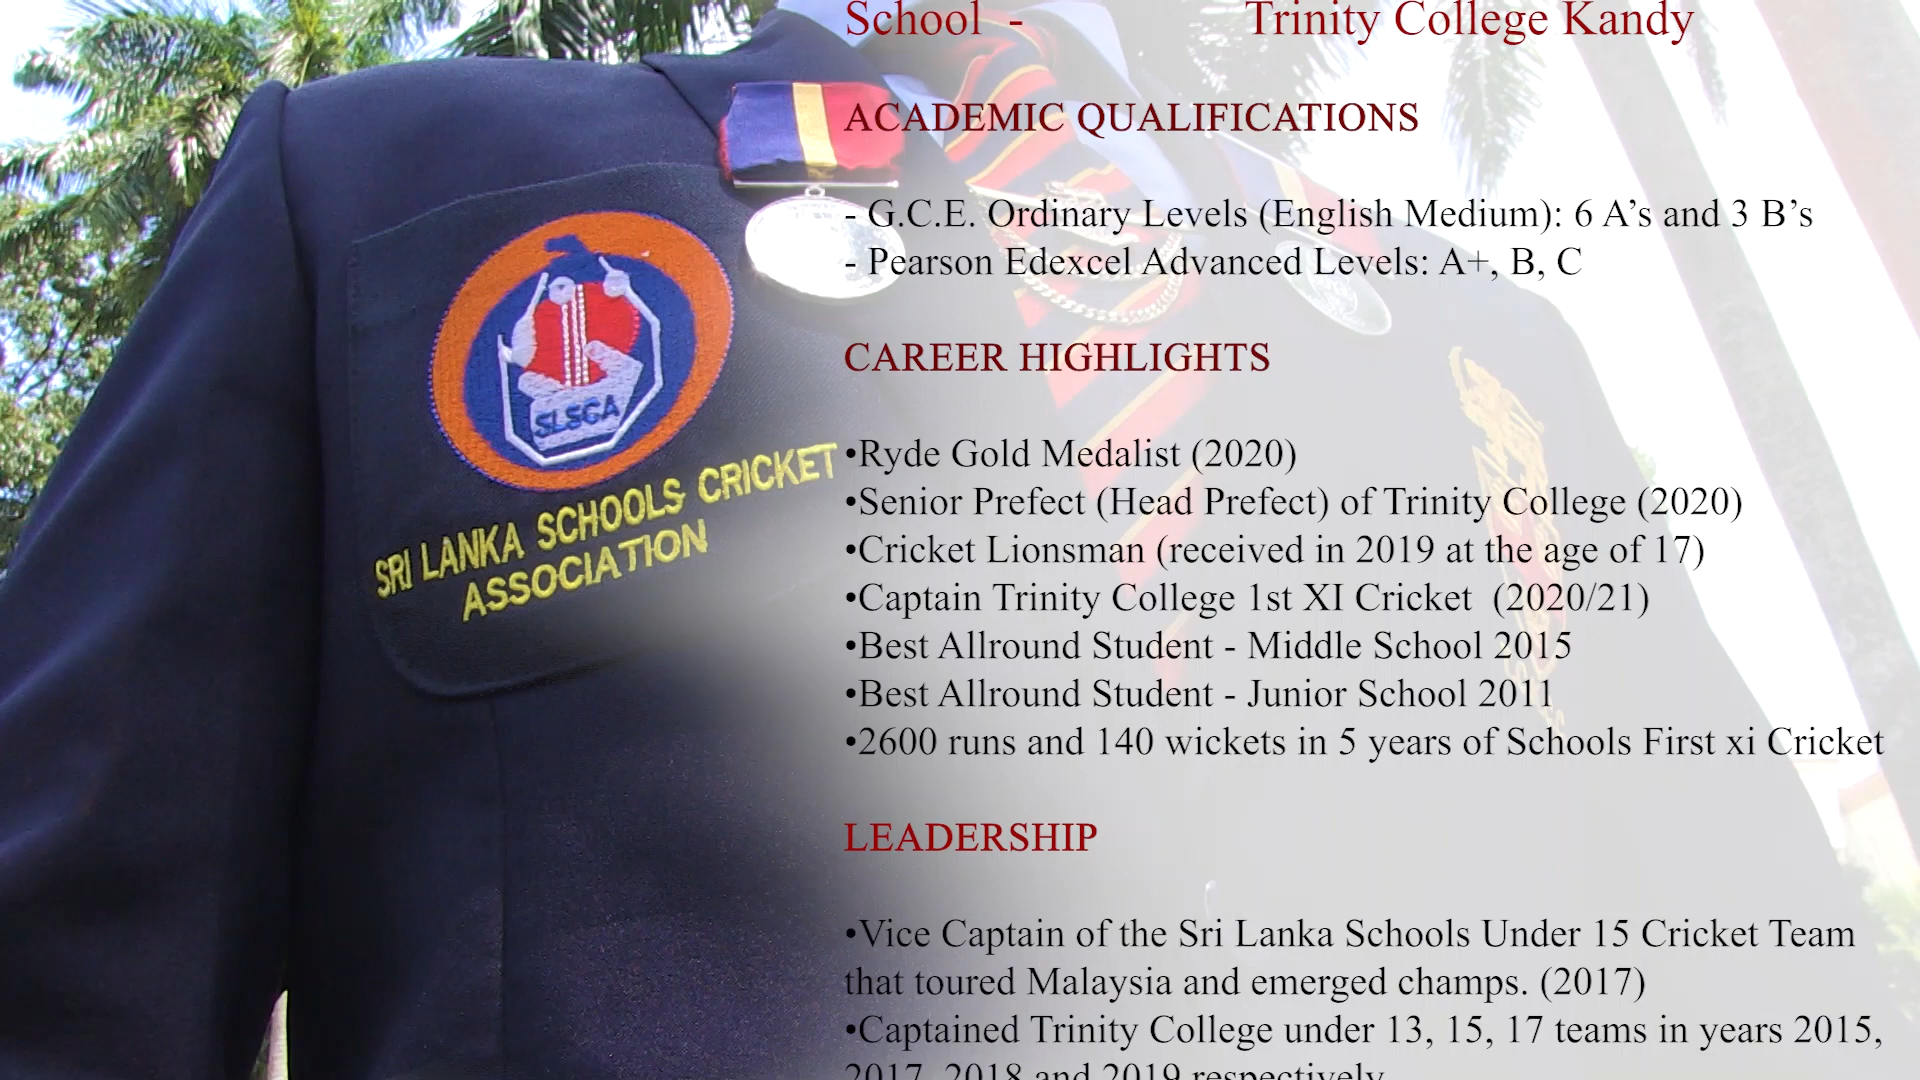 School - Trinity College Kandy
ACADEMIC QUALIFICATIONS
- G.C.E. Ordinary Levels (English Medium): 6 A’s and 3 B’s
- Pearson Edexcel Advanced Levels: A+, B, C
CAREER HIGHLIGHTS
•Ryde Gold Medalist (2020)
•Senior Prefect (Head Prefect) of Trinity College (2020)
•Cricket Lionsman (received in 2019 at the age of 17)
•Captain Trinity College 1st XI Cricket (2020/21)
•Best Allround Student - Middle School 2015
•Best Allround Student - Junior School 2011
•2600 runs and 140 wickets in 5 years of Schools First xi Cricket
LEADERSHIP
•Vice Captain of the Sri Lanka Schools Under 15 Cricket Team
that toured Malaysia and emerged champs. (2017)
•Captained Trinity College under 13, 15, 17 teams in years 2015,
2017, 2018 and 2019 respectively
SLSCA
SRI LANKA SCHOOLS CRICKET
ASSOCIATION